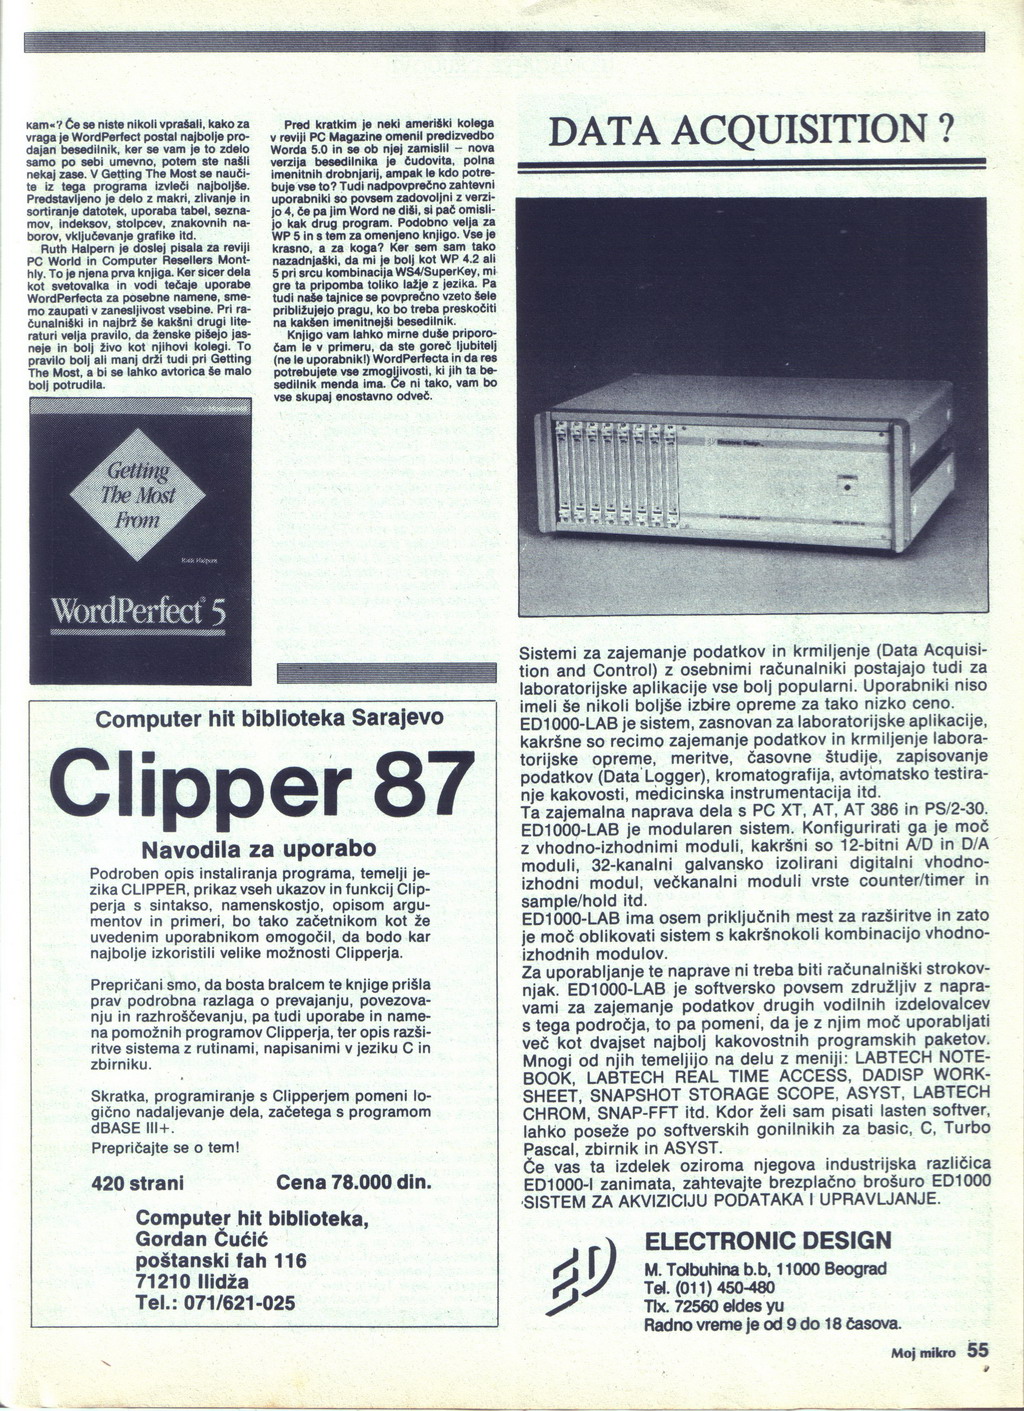 кam«? Če se niste nikoli vprašali, kako za
vraga je WordPerfect postal najbolje pro-
dajan besedilnik, ker se vam je to zdelo
samo po sebi umevno, potem ste našli
nekaj zase. V Getting The Most se nauči-
te iz tega programa izvleči najboljše.
Predstavljeno je delo z makri, zlivanje in
sortiranje datotek, uporaba tabel, sezna-
mov, indeksov, stolpcev, znakovnih na-
borov, vključevanje grafike itd.
Ruth Halpern je doslej pisala za reviji
PC World in Computer Resellers Mont-
hly. To je njena prva knjiga. Ker sicer dela
kot svetovalka in vodi tečaje uporabe
WordPerfecta za posebne namene, sme-
mo zaupati v zanesljivost vsebine. Pri ra-
čunalniški in najbrž še kakšni drugi lite-
raturi velja pravilo, da ženske pišejo jas-
neje in bolj živo kot njihovi kolegi. To
pravilo bolj ali manj drži tudi pri Getting
The Most, a bi se lahko avtorica še malo
bolj potrudila.
Getting
The Most
From
Ruth Halpern
WordPerfect® 5
Pred kratkim je neki ameriški kolega
v reviji PC Magazine omenil predizvedbo
Worda 5.0 in se ob njej zamislil – nova
verzija besedilnika je čudovita, polna
imenitnih drobnjarij, ampak le kdo potre-
buje vse to? Tudi nadpovprečno zahtevni
uporabniki so povsem zadovoljni z verzi-
jo 4, če pa jim Word ne diši, si pač omisli-
jo kak drug program. Podobno velja za
WP 5 in s tem za omenjeno knjigo. Vse je
krasno, a za koga? Ker sem sam tako
nazadnjaški, da mi je bolj kot WP 4.2 ali
5 pri srcu kombinacija WS4/SuperKey, mi
gre ta pripomba toliko lažje z jezika. Pa
tudi naše tajnice se povprečno vzeto šele
približujejo pragu, ko bo treba preskočiti
na kakšen imenitnejši besedilnik.
Knjigo vam lahko mirne duše priporo-
čam le v primeru, da ste goreč ljubitelj
(ne le uporabnik!) WordPerfecta in da res
potrebujete vse zmogljivosti, ki jih ta be-
sedilnik menda ima. Če ni tako, vam bo
vse skupaj enostavno odveč.
Computer hit biblioteka Sarajevo
Clipper 87
Navodila za uporabo
Podroben opis instaliranja programa, temelji je-
zika CLIPPER, prikaz vseh ukazov in funkcij Clip-
perja s sintakso, namenskostjo, opisom argu-
mentov in primeri, bo tako začetnikom kot že
uvedenim uporabnikom omogočil, da bodo kar
najbolje izkoristili velike možnosti Clipperja.
Prepričani smo, da bosta bralcem te knjige prišla
prav podrobna razlaga o prevajanju, povezova-
nju in razhroščevanju, pa tudi uporabe in name-
na pomožnih programov Clipperja, ter opis razši-
ritve sistema z rutinami, napisanimi v jeziku C in
zbirniku.
Skratka, programiranje s Clipperjem pomeni lo-
gično nadaljevanje dela, začetega s programom
dBASE III+.
Prepričajte se o tem!
420 strani Cena 78.000 din.
Computer hit biblioteka,
Gordan Čučić
poštanski fah 116
71210 Ilidža
Tel.: 071/621-025
DATA ACQUISITION ?
Electronic Design
Sistemi za zajemanje podatkov in krmiljenje (Data Acquisi-
tion and Control) z osebnimi računalniki postajajo tudi za
laboratorijske aplikacije vse bolj popularni. Uporabniki niso
imeli še nikoli boljše izbire opreme za tako nizko ceno.
ED1000-LAB je sistem, zasnovan za laboratorijske aplikacije,
kakršne so recimo zajemanje podatkov in krmiljenje labora-
torijske opreme, meritve, časovne študije, zapisovanje
podatkov (Data Logger), kromatografija, avtomatsko testira-
nje kakovosti, medicinska instrumentacija itd.
Ta zajemalna naprava dela s PC XT, AT, AT 386 in PS/2-30.
ED1000-LAB je modularen sistem. Konfigurirati ga je moč
z vhodno-izhodnimi moduli, kakršni so 12-bitni A/D in D/A
moduli, 32-kanalni galvansko izolirani digitalni vhodno-
izhodni modul, večkanalni moduli vrste counter/timer in
sample/hold itd.
ED1000-LAB ima osem priključnih mest za razširitve in zato
je moč oblikovati sistem s kakršnokoli kombinacijo vhodno-
izhodnih modulov.
Za uporabljanje te naprave ni treba biti računalniški strokov-
njak. ED1000-LAB je softversko povsem združljiv z napra-
vami za zajemanje podatkov drugih vodilnih izdelovalcev
s tega področja, to pa pomeni, da je z njim moč uporabljati
več kot dvajset najbolj kakovostnih programskih paketov.
Mnogi od njih temeljijo na delu z meniji: LABTECH NOTE-
BOOK, LABTECH REAL TIME ACCESS, DADISP WORK-
SHEET, SNAPSHOT STORAGE SCOPE, ASYST, LABTECH
CHROM, SNAP-FFT itd. Kdor želi sam pisati lasten softver,
lahko poseže po softverskih gonilnikih za basic, C, Turbo
Pascal, zbirnik in ASYST.
Če vas ta izdelek oziroma njegova industrijska različica
ED1000-I zanimata, zahtevajte brezplačno brošuro ED1000
SISTEM ZA AKVIZICIJU PODATAKA I UPRAVLJANJE.
ED
ELECTRONIC DESIGN
M. Tolbuhina b.b, 11000 Beograd
Tel. (011) 450-480
Tlx. 72560 eldes yu
Radno vreme je od 9 do 18 časova.
Moj mikro 55